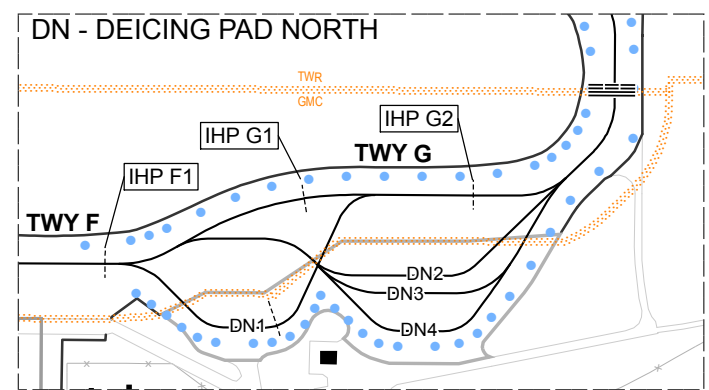 DN - DEICING PAD NORTH
TWR
GMC
IHP G2
IHP G1
TWY G
IHP F1
TWY F
DN2
DN3
DN1
DN4